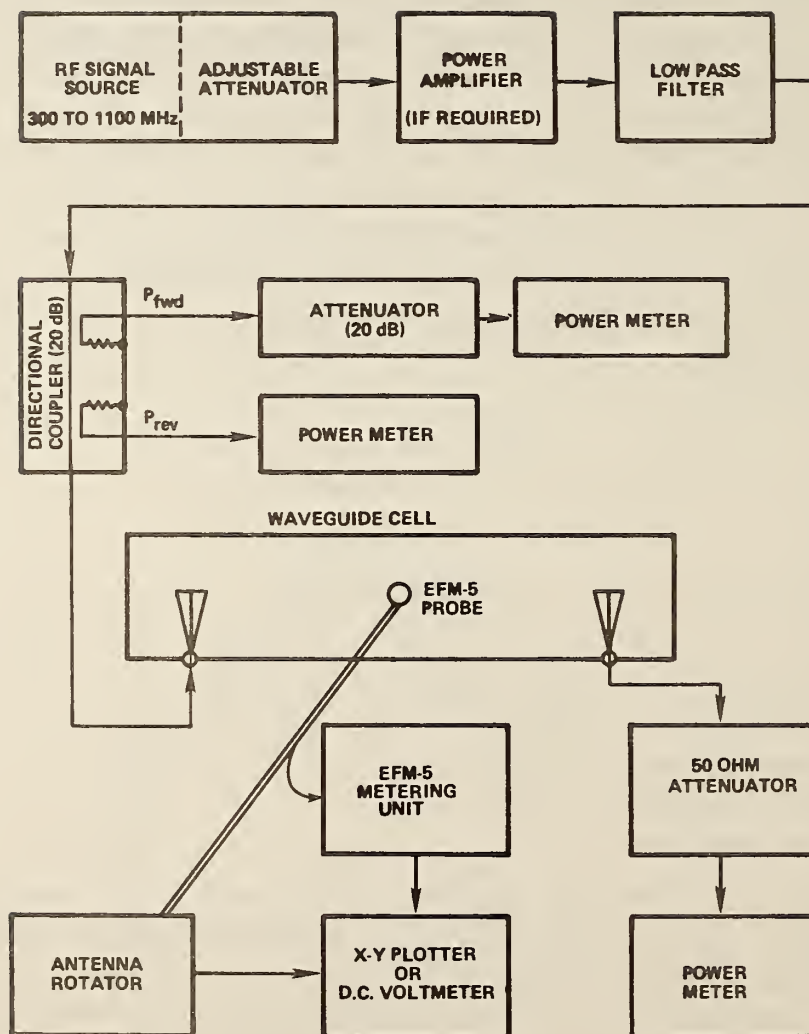 RF SIGNAL
SOURCE
300 TO 1100 MHz
ADJUSTABLE
ATTENUATOR
POWER
AMPLIFIER
(IF REQUIRED)
LOW PASS
FILTER
DIRECTIONAL
COUPLER (20 dB)
Pfwd
ATTENUATOR
(20 dB)
POWER METER
Prev
POWER METER
WAVEGUIDE CELL
EFM-5
PROBE
EFM-5
METERING
UNIT
50 OHM
ATTENUATOR
ANTENNA
ROTATOR
X-Y PLOTTER
OR
D.C. VOLTMETER
POWER
METER